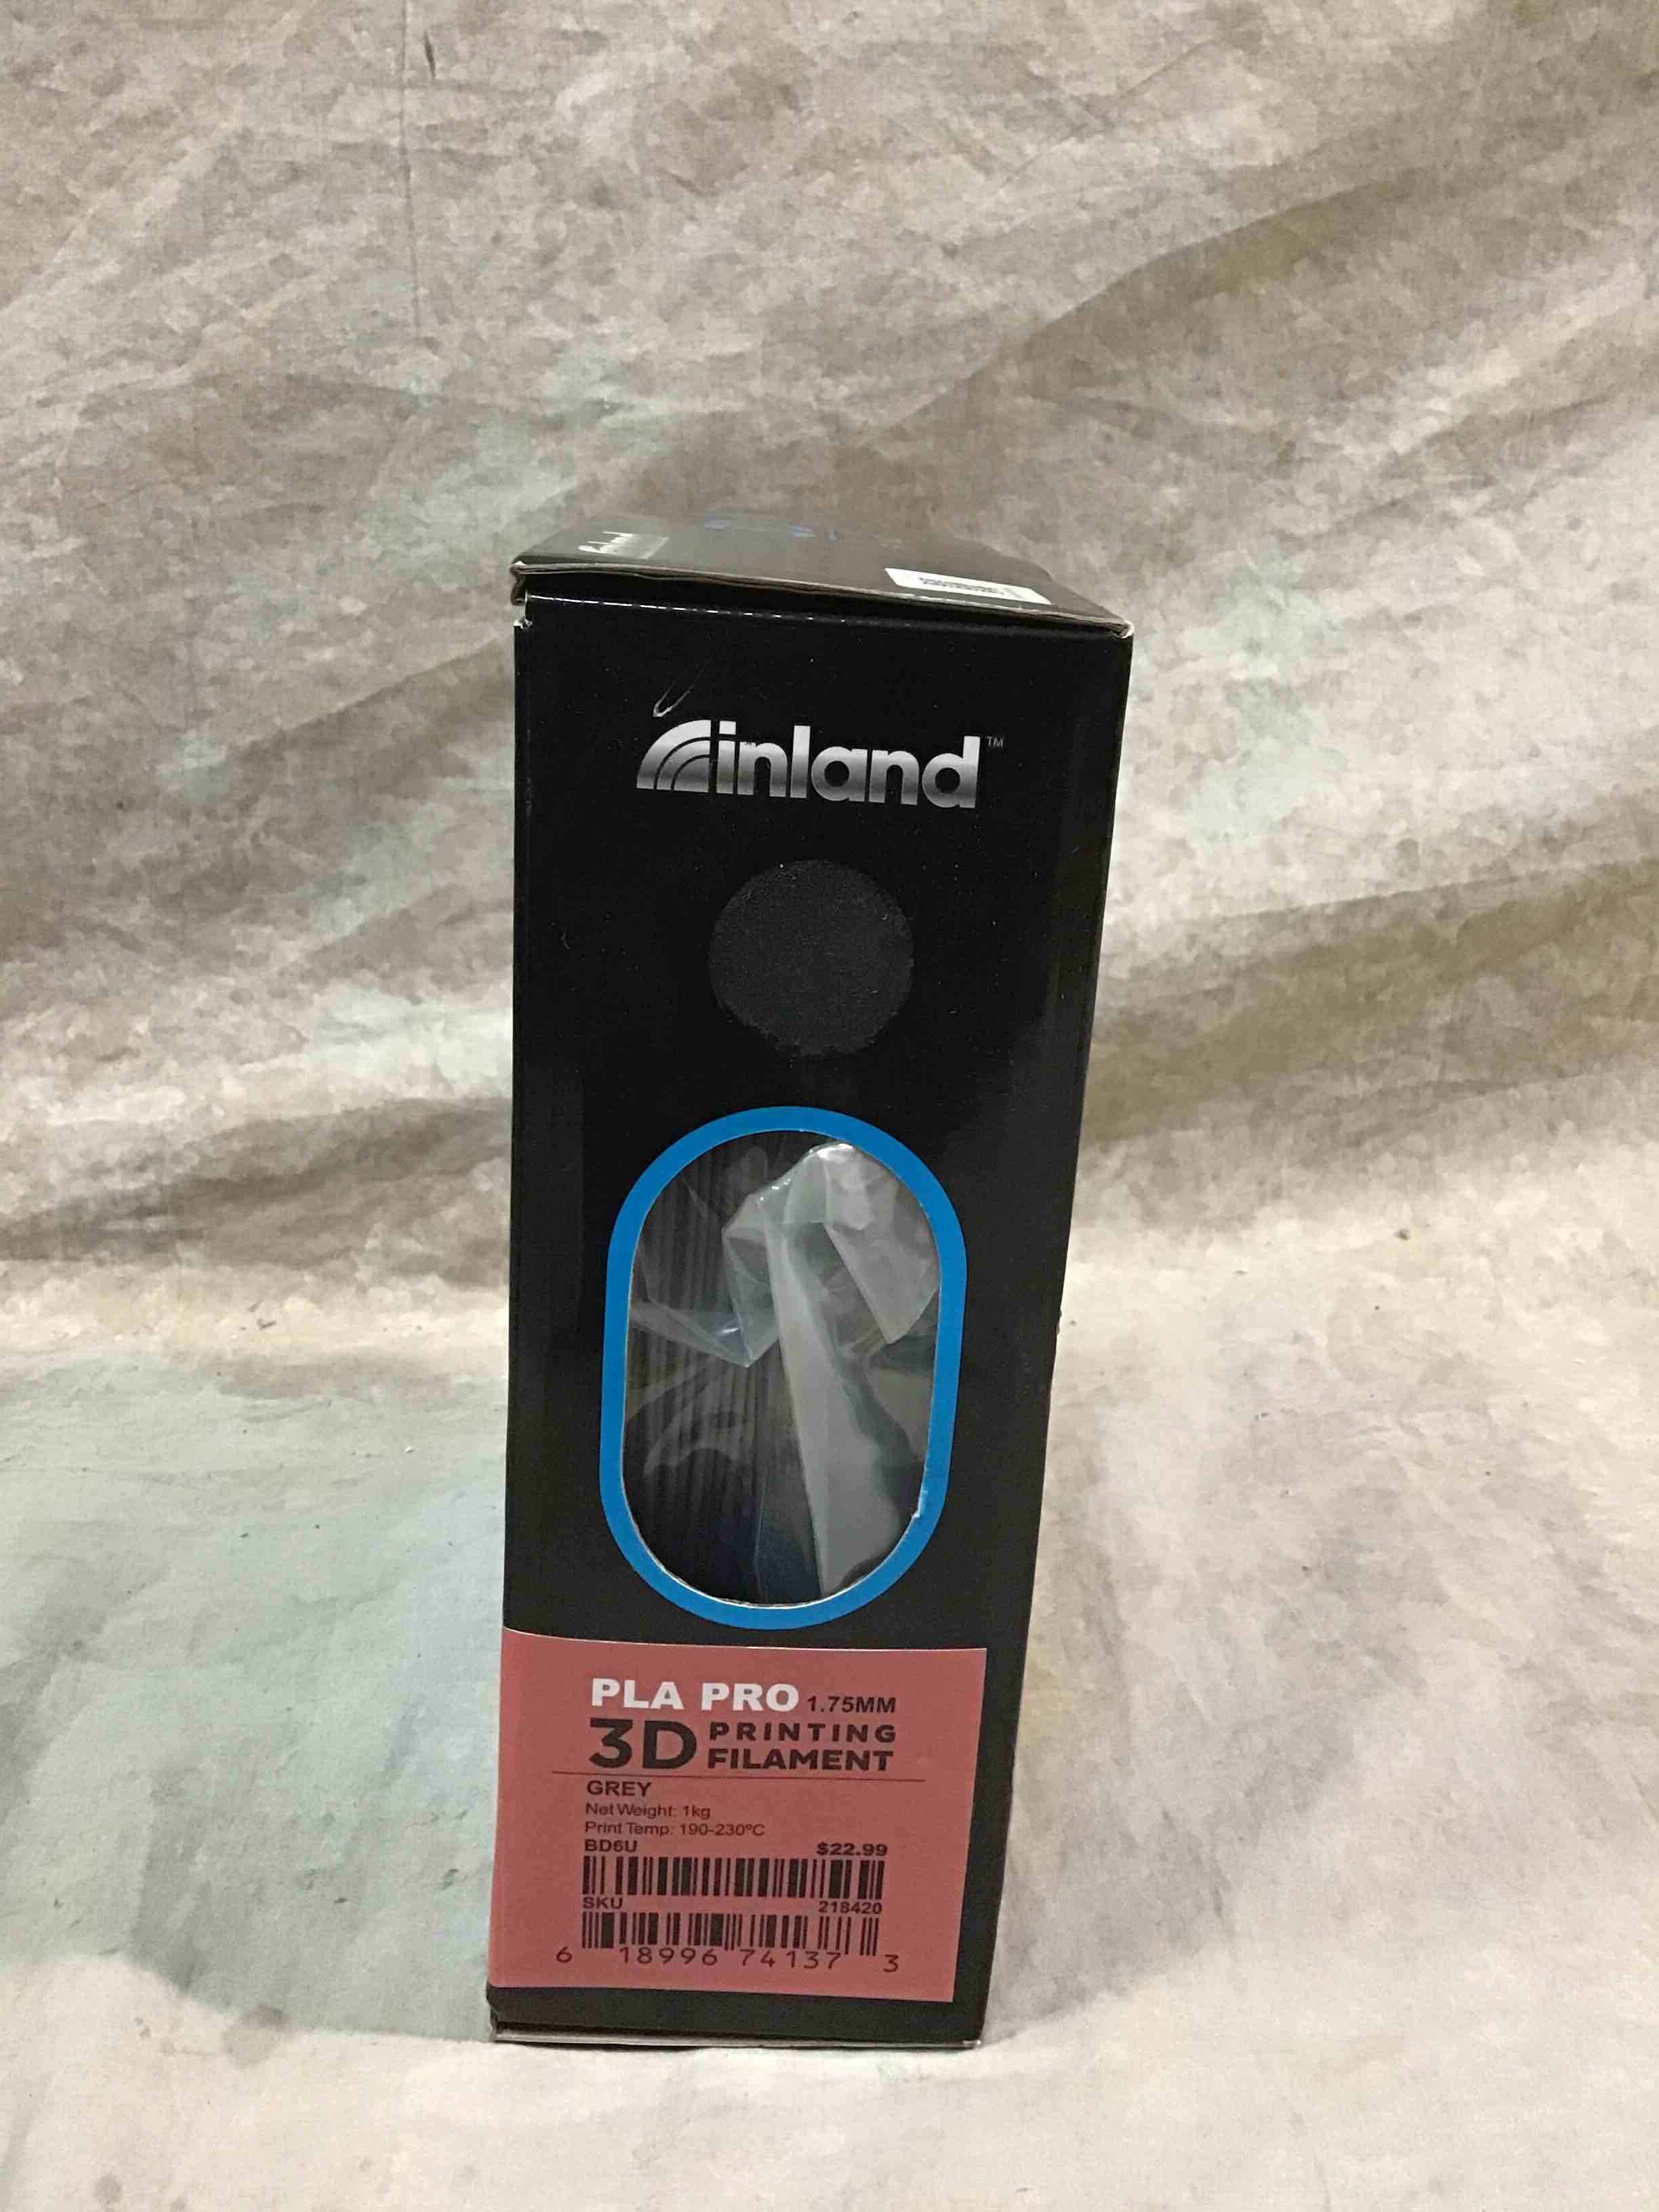 inland™
PLA PRO 1.75MM
3D PRINTING
FILAMENT
GREY
Net Weight: 1kg
Print Temp: 190-230°C
BD6U $22.99
SKU 218420
6 18996 74137 3